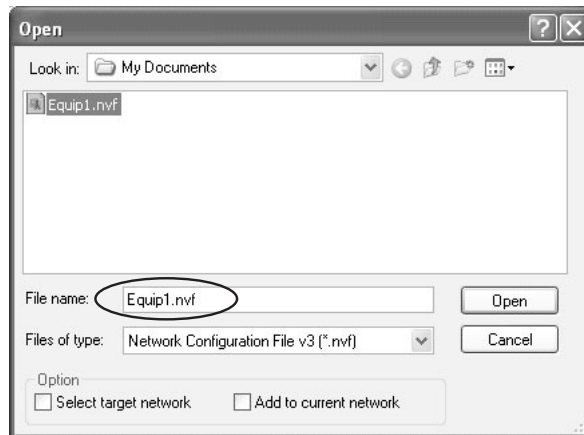 Open
Look in: My Documents
Equip1.nvf
File name: Equip1.nvf Open
Files of type: Network Configuration File v3 (*.nvf) Cancel
Option
Select target network Add to current network